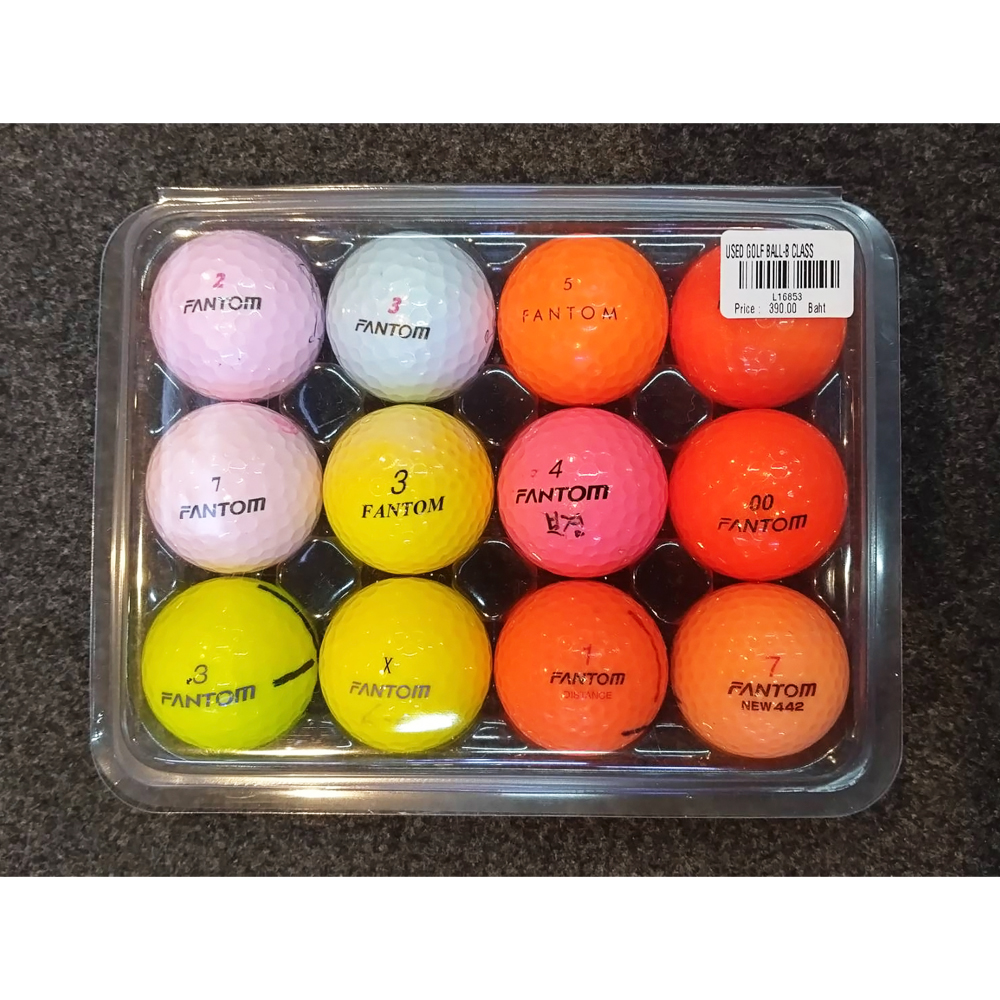 2
FANTOM
3
FANTOM
5
FANTOM
USED GOLF BALL-B CLASS
L16853
Price : 390.00 Baht
7
FANTOM
3
FANTOM
4
FANTOM
00
FANTOM
3
FANTOM
X
FANTOM
1
FANTOM
DISTANCE
7
FANTOM
NEW 442